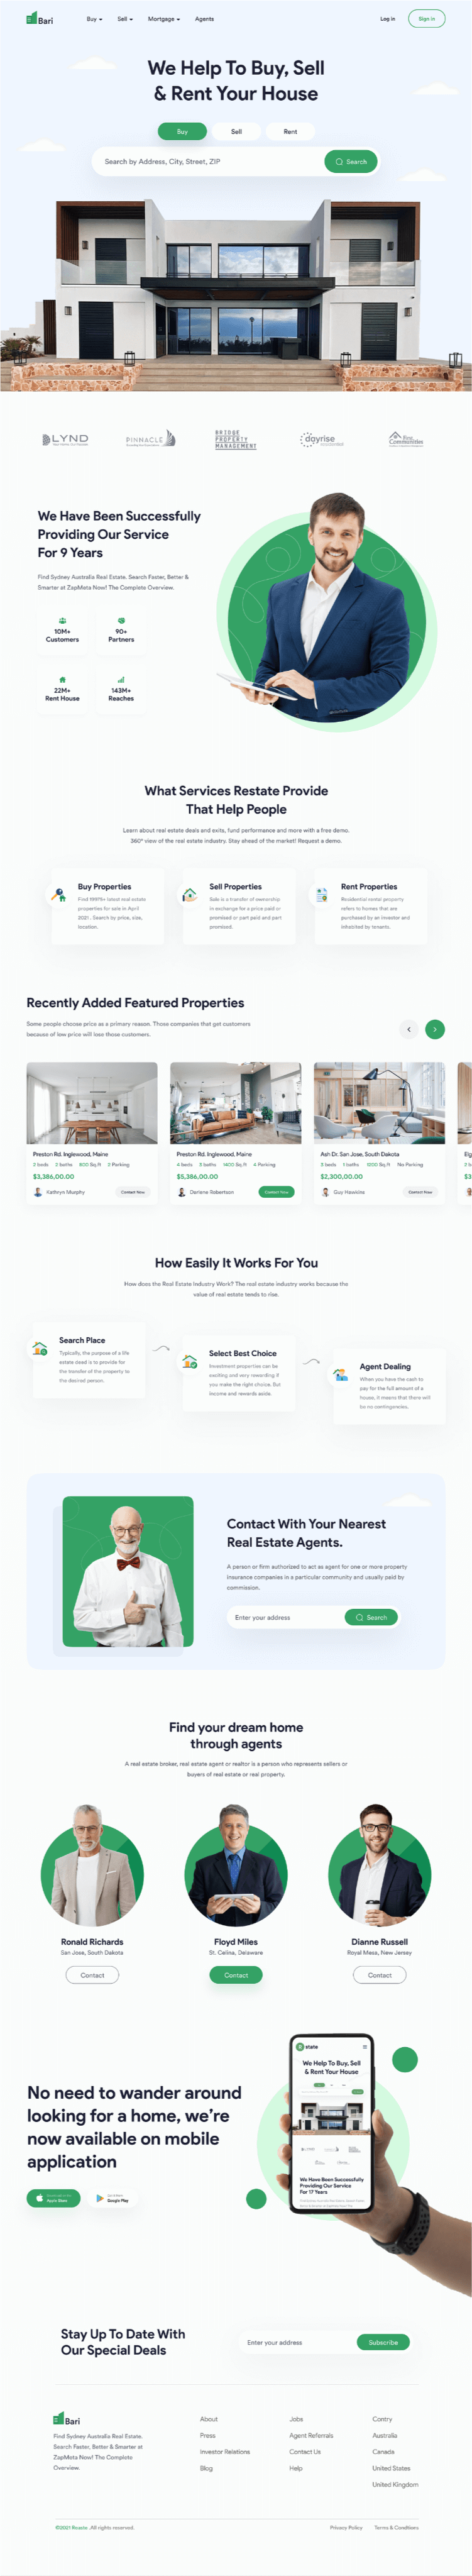 Bari
Buy
Sell
Mortgage
Agents
Log in
Sign in
We Help To Buy, Sell
& Rent Your House
Buy
Sell
Rent
Search by Address, City, Street, ZIP
Search
LYND
PINNACLE
BRIDGE
PROPERTY
MANAGEMENT
dayrise
First
Communities
We Have Been Successfully
Providing Our Service
For 9 Years
Find Sydney Australia Real Estate. Search Faster, Better &
Smarter at ZapMeta Now! The Complete Overview.
10M+
Customers
90+
Partners
22M+
Rent House
143M+
Reaches
What Services Restate Provide
That Help People
Learn about real estate deals and exits, fund performance and more with a free demo.
360° view of the real estate industry. Stay ahead of the market! Request a demo.
Buy Properties
Find 19995+ latest real estate
properties for sale in April
2021 . Search by price, size,
location.
Sell Properties
Sale is a transfer of ownership
in exchange for a price paid or
promised or part paid and part
promised.
Rent Properties
Residential rental property
refers to homes that are
purchased by an investor and
inhabited by tenants.
Recently Added Featured Properties
Some people choose price as a primary reason. Those companies that get customers
because of low price will lose those customers.
Preston Rd. Inglewood, Maine
2 beds 2 baths 800 Sq.ft 2 Parking
$3,386,00.00
Kathryn Murphy
Contact Now
Preston Rd. Inglewood, Maine
4 beds 3 baths 1400 Sq.ft 4 Parking
$5,386,00.00
Darlene Robertson
Contact Now
Ash Dr. San Jose, South Dakota
3 beds 1 baths 1000 Sq.ft No Parking
$2,300,00.00
Guy Hawkins
Contact Now
Elg
$3
How Easily It Works For You
How does the Real Estate Industry Work? The real estate industry works because the
value of real estate tends to rise.
Search Place
Typically, the purpose of a life
estate deed is to provide for
the transfer of the property to
the desired person.
Select Best Choice
Investment properties can be
exciting and very rewarding if
you make the right choice. But
income and rewards aside.
Agent Dealing
When you have the cash to
pay for the full amount of a
house, it means that there will
be no contingencies.
Contact With Your Nearest
Real Estate Agents.
A person or firm authorized to act as agent for one or more property
insurance companies in a particular community and usually paid by
commission.
Enter your address
Search
Find your dream home
through agents
A real estate broker, real estate agent or realtor is a person who represents sellers or
buyers of real estate or real property.
Ronald Richards
San Jose, South Dakota
Contact
Floyd Miles
St. Celina, Delaware
Contact
Dianne Russell
Royal Mesa, New Jersey
Contact
state
We Help To Buy, Sell
& Rent Your House
We Have Been Successfully
Providing Our Service
For 17 Years
No need to wander around
looking for a home, we're
now available on mobile
application
Apple Store
Google Play
Stay Up To Date With
Our Special Deals
Enter your address
Subscribe
Bari
Find Sydney Australia Real Estate.
Search Faster, Better & Smarter at
ZapMeta Now! The Complete
Overview.
About
Press
Investor Relations
Blog
Jobs
Agent Referrals
Contact Us
Help
Contry
Australia
Canada
United States
United Kingdom
©2021 Reaste .All rights reserved.
Privacy Policy
Terms & Conditions